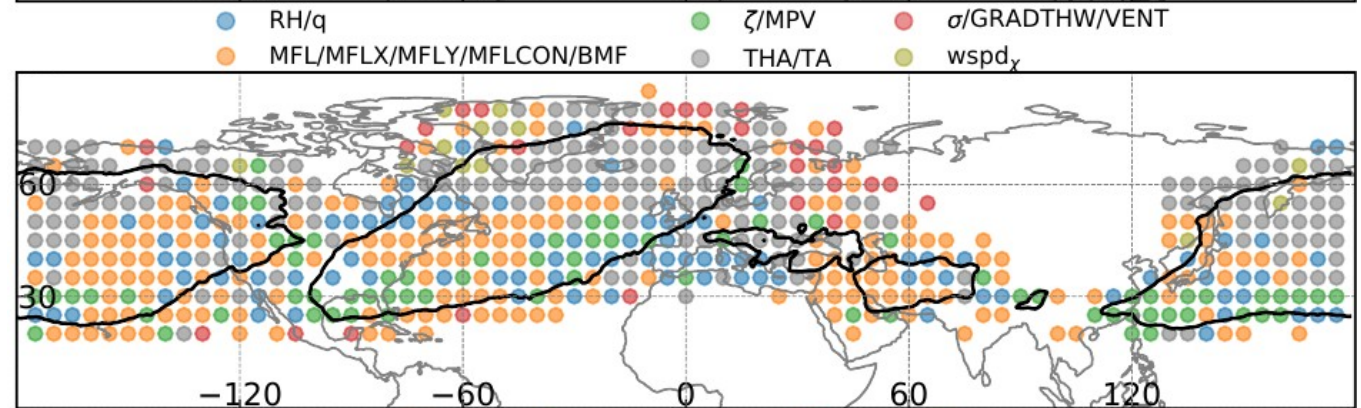 RH/q ζ/MPV σ/GRADTHW/VENT
MFL/MFLX/MFLY/MFLCON/BMF THA/TA wspdχ
60
30
−120 −60 0 60 120